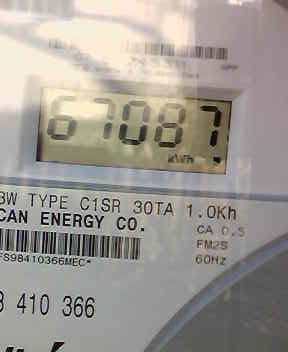 67087
kWh
3W TYPE C1SR 30TA 1.0Kh
CAN ENERGY CO.
CA 0.5
FM2S
60Hz
FS98410366MEC*
410 366